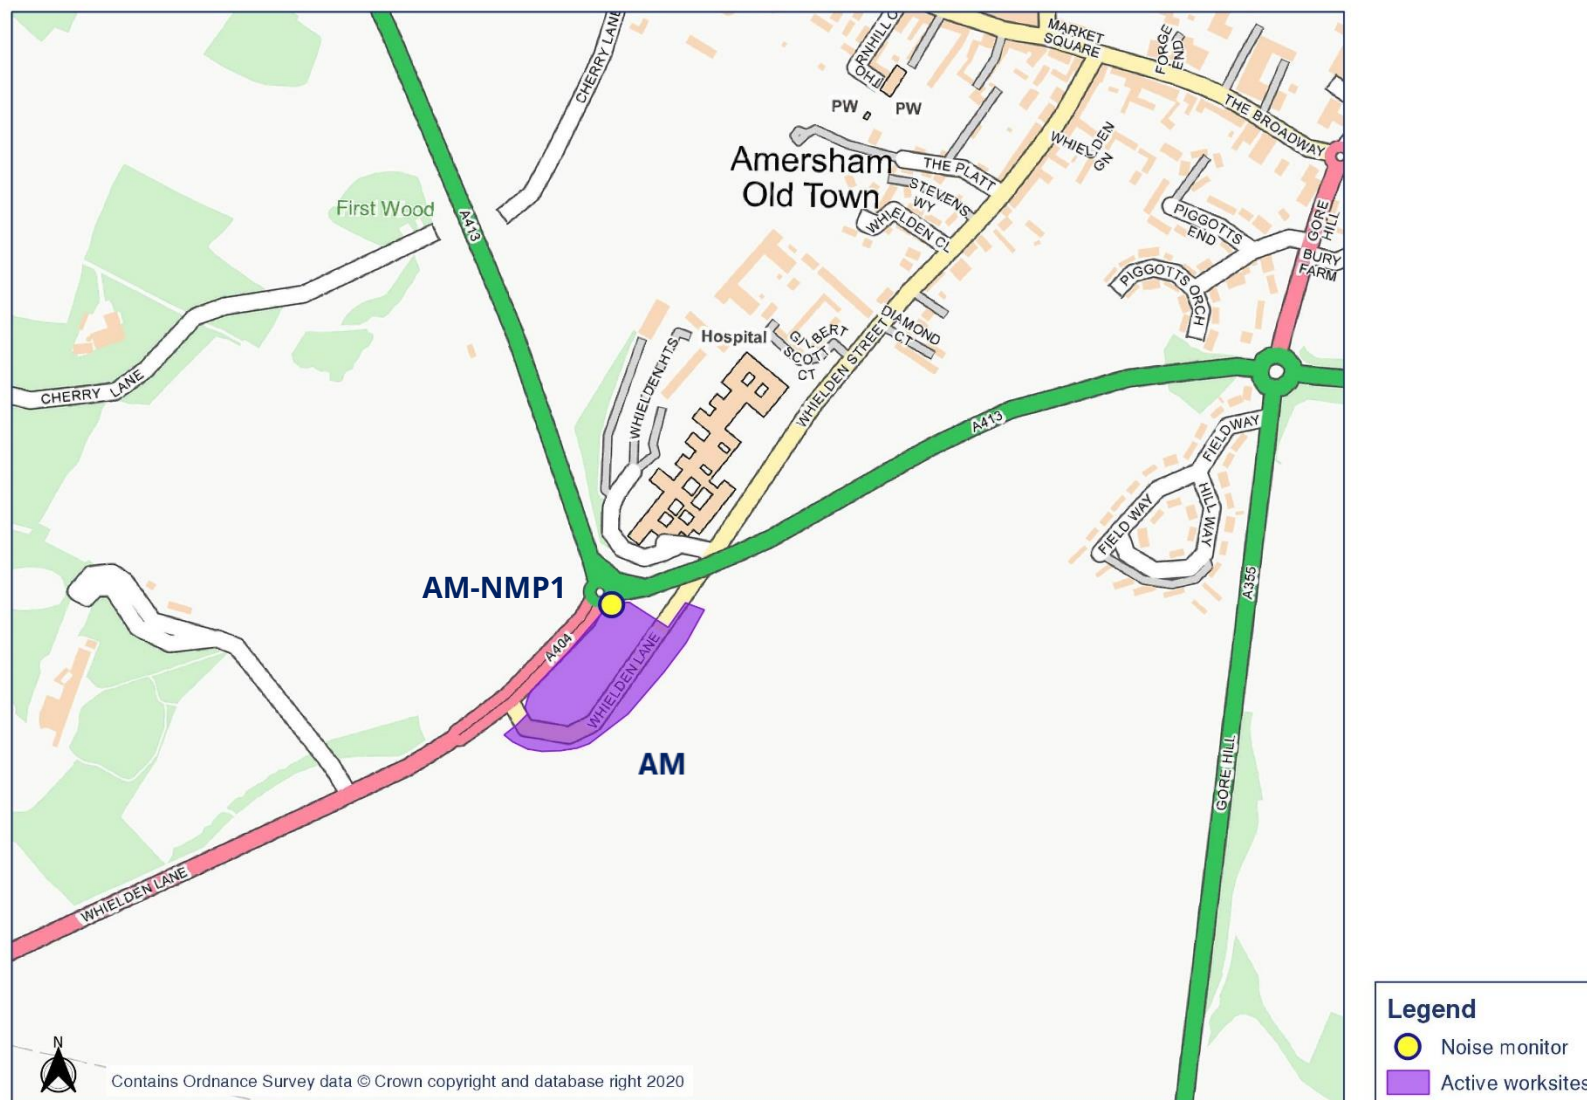 MARKET
SQUARE
FORGE
END
CHERRY LANE
RNHILL C
THO
PW
PW
THE BROADWAY
WHIELDEN
GN
Amersham
Old Town
THE PLATT
STEVENS
WY
WHIELDEN CL
First Wood
A413
PIGGOTTS
END
GORE
HILL
BURY
FARM
PIGGOTTS ORCH
Hospital
GILBERT
SCOTT
CT
DIAMOND
CT
WHIELDEN HTS
WHIELDEN STREET
CHERRY LANE
A413
FIELDWAY
FIELD WAY
HILL WAY
AM-NMP1
A355
A404
WHIELDEN LANE
AM
GORE HILL
WHIELDEN LANE
N
Contains Ordnance Survey data © Crown copyright and database right 2020
Legend
Noise monitor
Active worksites